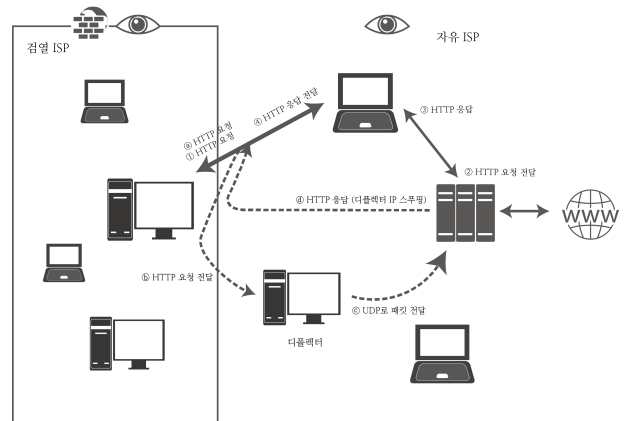 검열 ISP
자유 ISP
ⓐ HTTP 요청
① HTTP 요청
④ HTTP 응답 전달
③ HTTP 응답
② HTTP 요청 전달
ⓓ HTTP 응답 (디플렉터 IP 스푸핑)
WWW
ⓑ HTTP 요청 전달
ⓒ UDP로 패킷 전달
디플렉터